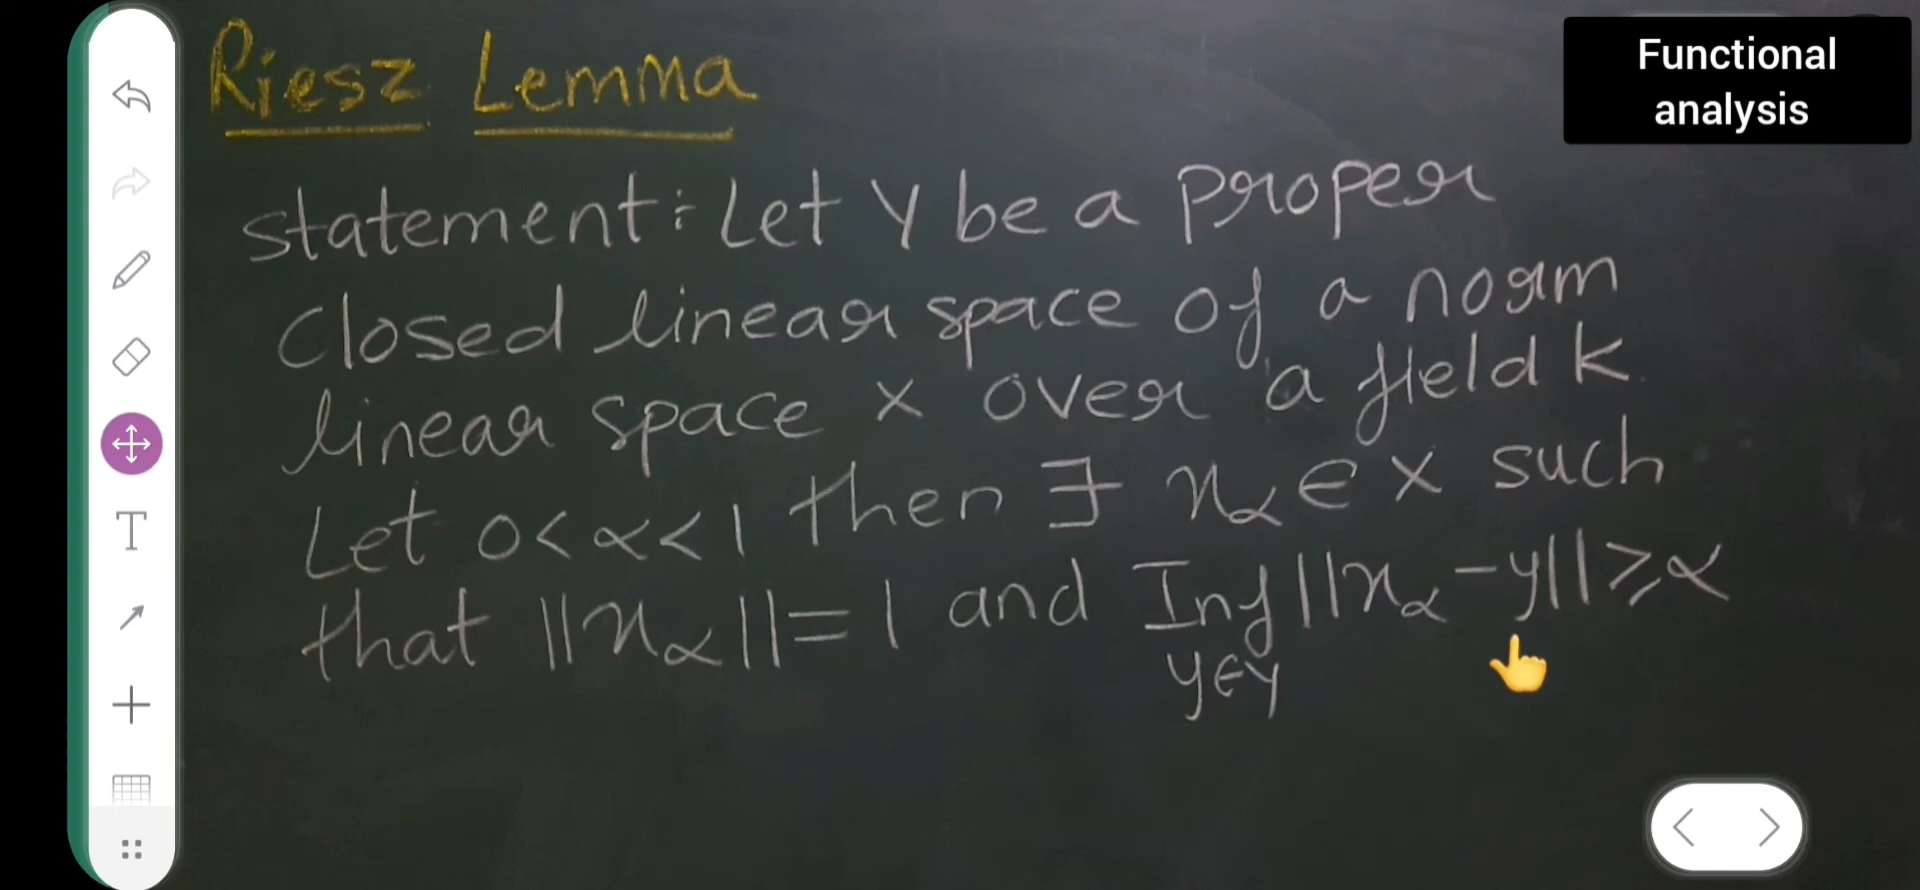 Riesz Lemma
Functional
analysis
Statement: Let Y be a proper
closed linear space of a norm
linear space X over a field K.
Let 0<α<1 then ∃ xα ∈ X such
that ||xα||=1 and Inf ||xα-y||≥α
y∈Y
T